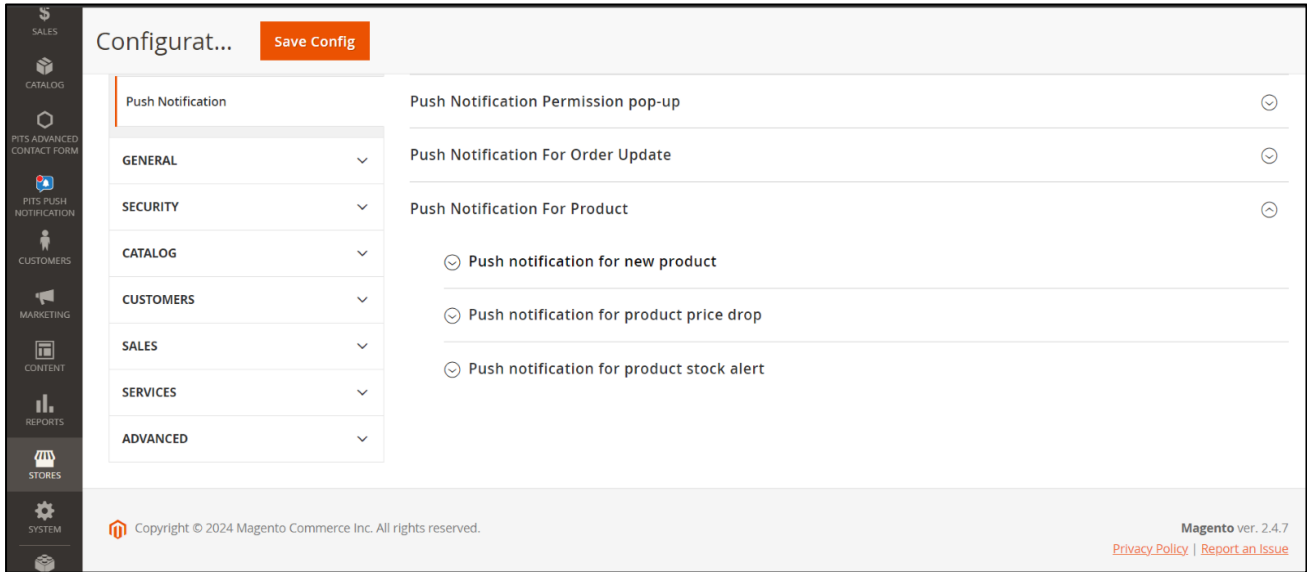 $
SALES
CATALOG
PITS ADVANCED
CONTACT FORM
PITS PUSH
NOTIFICATION
CUSTOMERS
MARKETING
CONTENT
REPORTS
STORES
SYSTEM
Configurat...
Save Config
Push Notification
GENERAL
SECURITY
CATALOG
CUSTOMERS
SALES
SERVICES
ADVANCED
Push Notification Permission pop-up
Push Notification For Order Update
Push Notification For Product
Push notification for new product
Push notification for product price drop
Push notification for product stock alert
Copyright © 2024 Magento Commerce Inc. All rights reserved.
Magento ver. 2.4.7
Privacy Policy | Report an Issue